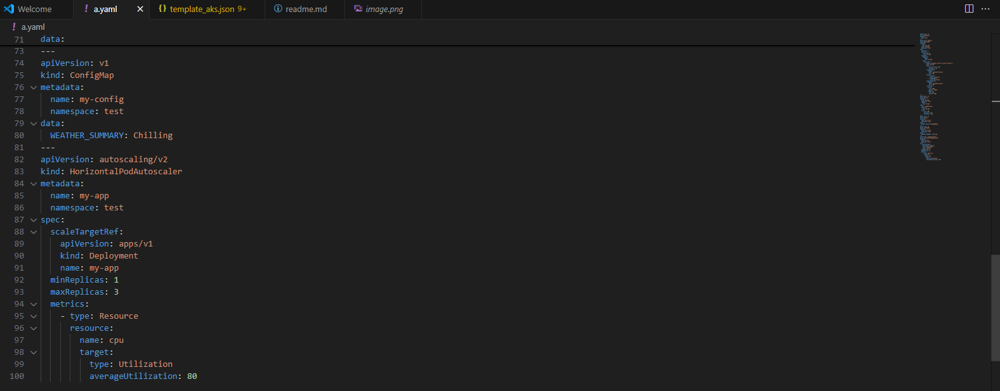 Welcome
! a.yaml
{} template_aks.json 9+
readme.md
image.png
! a.yaml
71 data:
73 ---
74 apiVersion: v1
75 kind: ConfigMap
76 metadata:
77 name: my-config
78 namespace: test
79 data:
80 WEATHER_SUMMARY: Chilling
81 ---
82 apiVersion: autoscaling/v2
83 kind: HorizontalPodAutoscaler
84 metadata:
85 name: my-app
86 namespace: test
87 spec:
88 scaleTargetRef:
89 apiVersion: apps/v1
90 kind: Deployment
91 name: my-app
92 minReplicas: 1
93 maxReplicas: 3
94 metrics:
95 - type: Resource
96 resource:
97 name: cpu
98 target:
99 type: Utilization
100 averageUtilization: 80